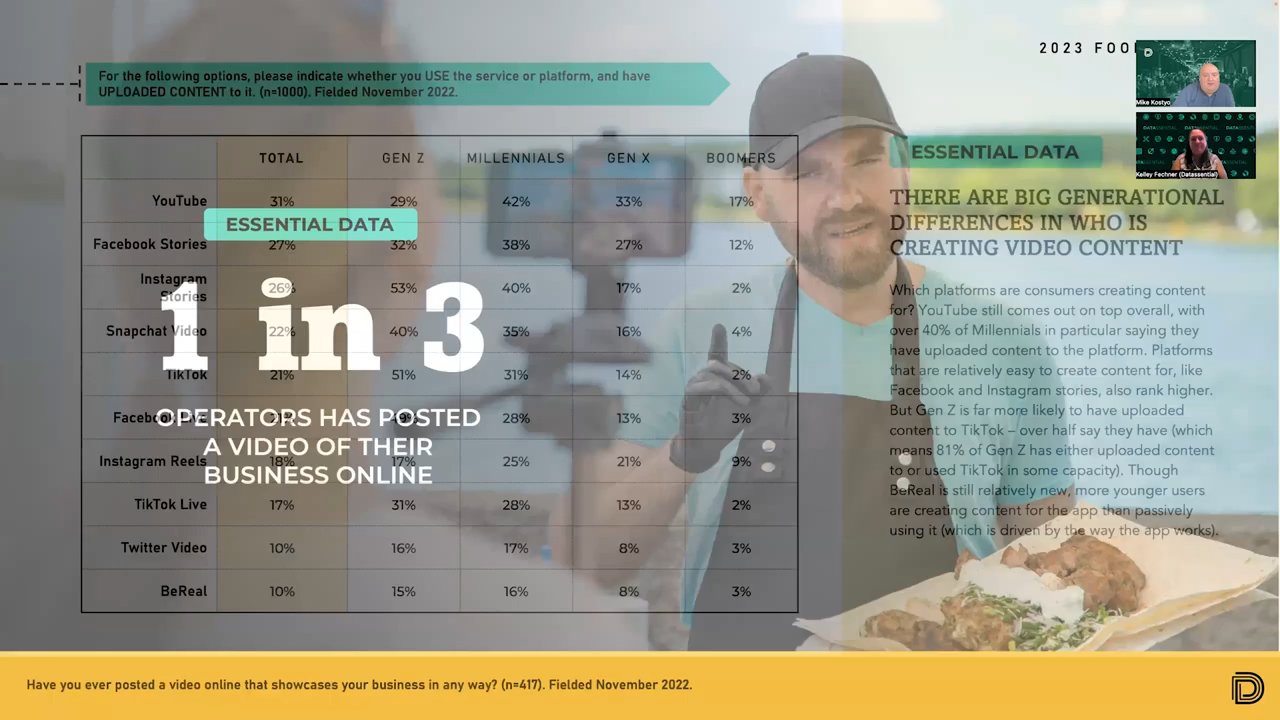 2023 FOO
Mike Kostyo
Kelley Fechner (Datassential)
For the following options, please indicate whether you USE the service or platform, and have
UPLOADED CONTENT to it. (n=1000). Fielded November 2022.
TOTAL GEN Z MILLENNIALS GEN X BOOMERS
YouTube 31% 29% 42% 33% 17%
Facebook Stories 27% 32% 38% 27% 12%
Instagram
Stories 26% 53% 40% 17% 2%
Snapchat Video 22% 40% 35% 16% 4%
TikTok 21% 51% 31% 14% 2%
Facebook 28% 13% 3%
Instagram Reels 18% 17% 25% 21% 9%
TikTok Live 17% 31% 28% 13% 2%
Twitter Video 10% 16% 17% 8% 3%
BeReal 10% 15% 16% 8% 3%
ESSENTIAL DATA
1 in 3
OPERATORS HAS POSTED
A VIDEO OF THEIR
BUSINESS ONLINE
ESSENTIAL DATA
THERE ARE BIG GENERATIONAL
DIFFERENCES IN WHO IS
CREATING VIDEO CONTENT
Which platforms are consumers creating content
for? YouTube still comes out on top overall, with
over 40% of Millennials in particular saying they
have uploaded content to the platform. Platforms
that are relatively easy to create content for, like
Facebook and Instagram stories, also rank higher.
But Gen Z is far more likely to have uploaded
content to TikTok – over half say they have (which
means 81% of Gen Z has either uploaded content
to or used TikTok in some capacity). Though
BeReal is still relatively new, more younger users
are creating content for the app than passively
using it (which is driven by the way the app works).
Have you ever posted a video online that showcases your business in any way? (n=417). Fielded November 2022.